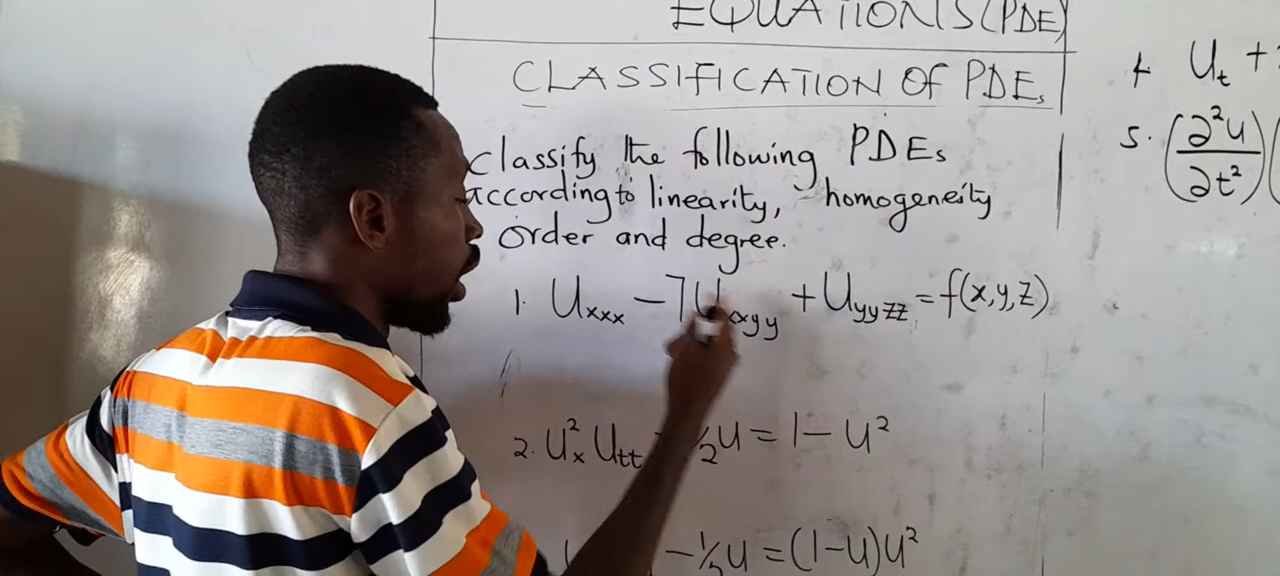 EQUATIONS (PDE)
CLASSIFICATION OF PDEs
classify the following PDEs
according to linearity, homogeneity
order and degree.
1. Uxxx - 7Uxxyy + Uyyzz = f(x,y,z)
2. U²x Utt - ½U = 1 - U²
- ½U = (1-U)U²
4. Ut +
5. (∂²u/∂t²)(